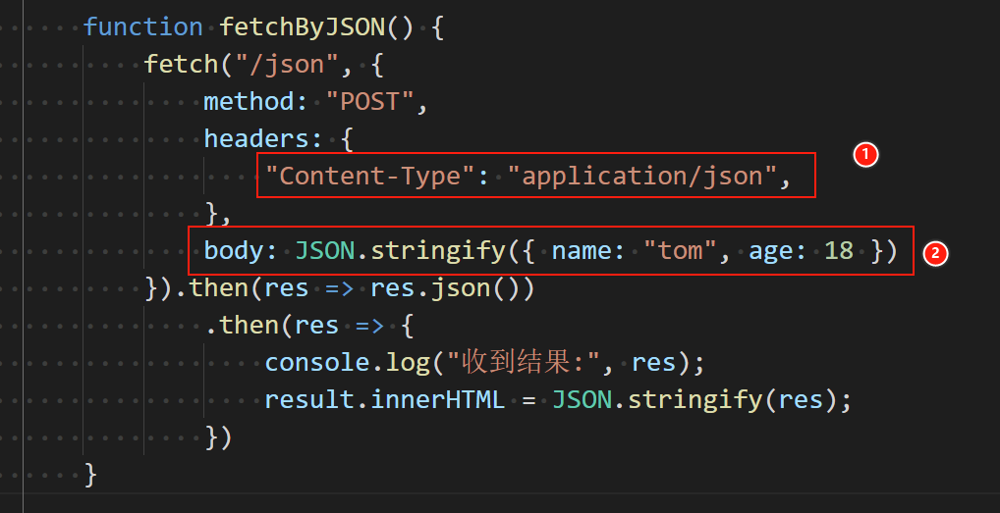 function fetchByJSON() {
fetch("/json", {
method: "POST",
headers: {
"Content-Type": "application/json",
1
},
body: JSON.stringify({ name: "tom", age: 18 })
2
}).then(res => res.json())
.then(res => {
console.log("收到结果:", res);
result.innerHTML = JSON.stringify(res);
})
}